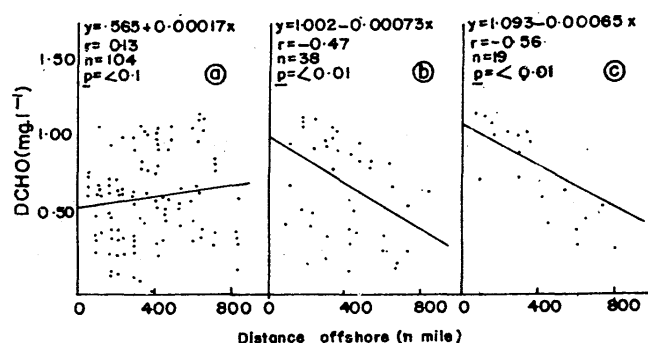 y=.565+0.00017x
r= 0.13
n=104
p=<0.1
a
y=1.002-0.00073x
r=-0.47
n=38
p=<0.01
b
y=1.093-0.00065x
r=-0.56
n=19
p=<0.01
c
DCHO(mg.l-1)
1.50
1.00
0.50
0 400 800
0 400 800
0 400 800
Distance offshore (n mile)